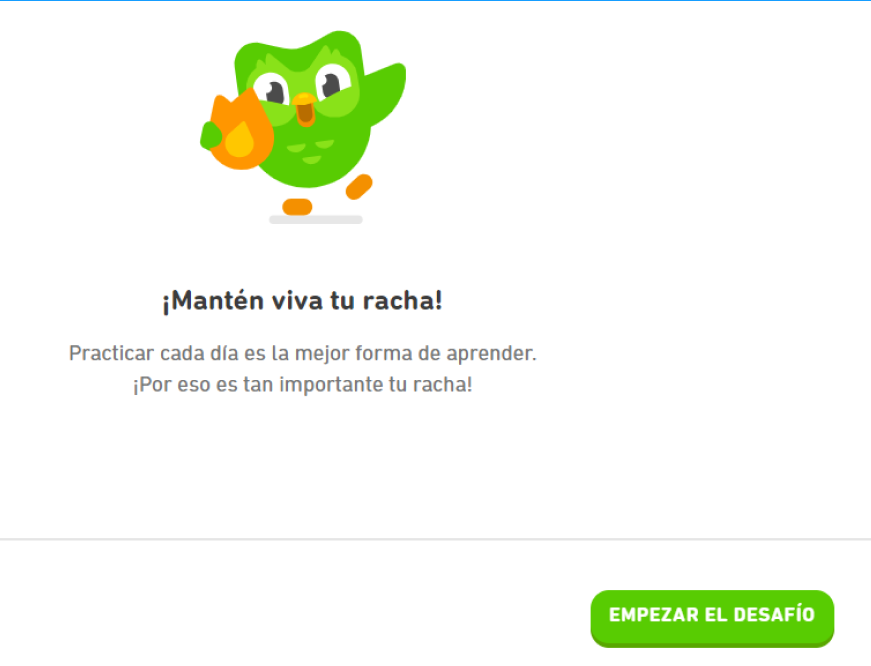 ¡Mantén viva tu racha!
Practicar cada día es la mejor forma de aprender.
¡Por eso es tan importante tu racha!
EMPEZAR EL DESAFÍO